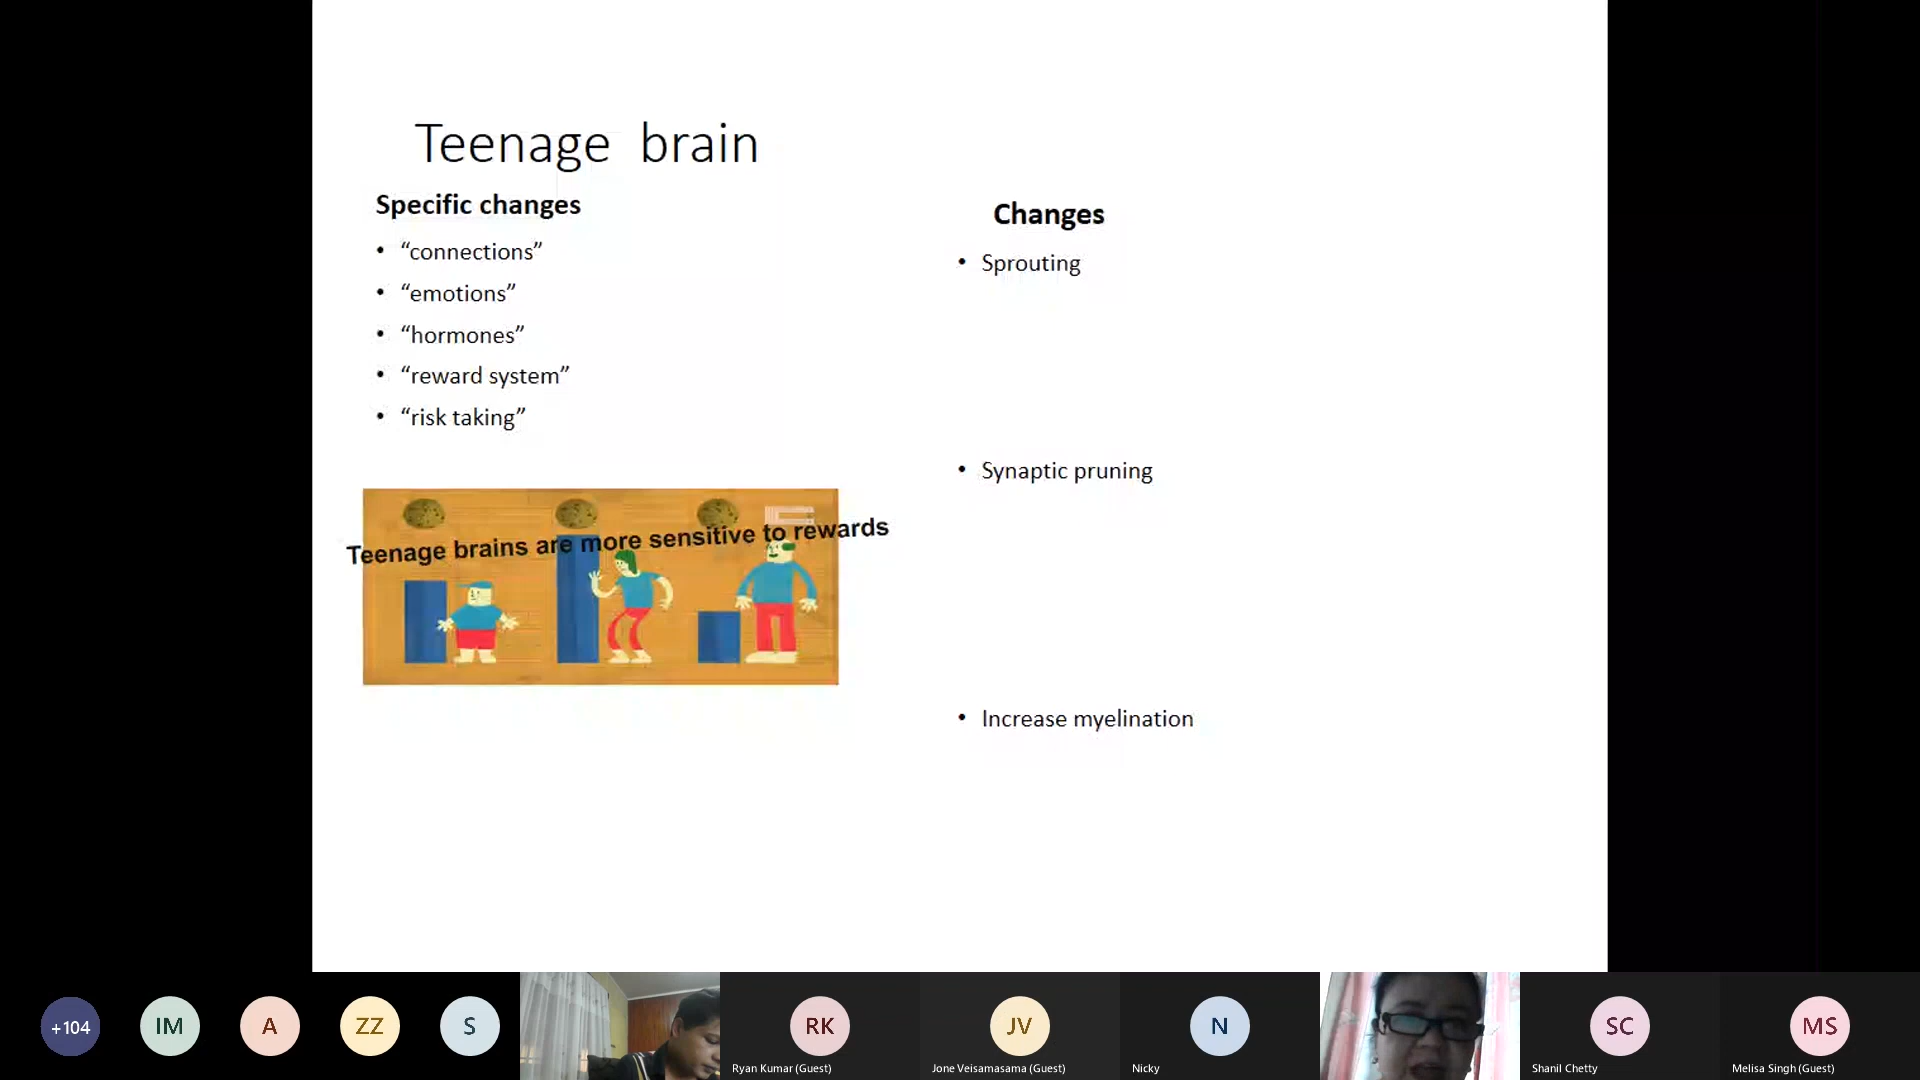 Teenage brain
Specific changes
• “connections”
• “emotions”
• “hormones”
• “reward system”
• “risk taking”
Teenage brains are more sensitive to rewards
Changes
• Sprouting
• Synaptic pruning
• Increase myelination
+104
IM
A
ZZ
S
RK
Ryan Kumar (Guest)
JV
Jone Veisamasama (Guest)
N
Nicky
SC
Shanil Chetty
MS
Melisa Singh (Guest)